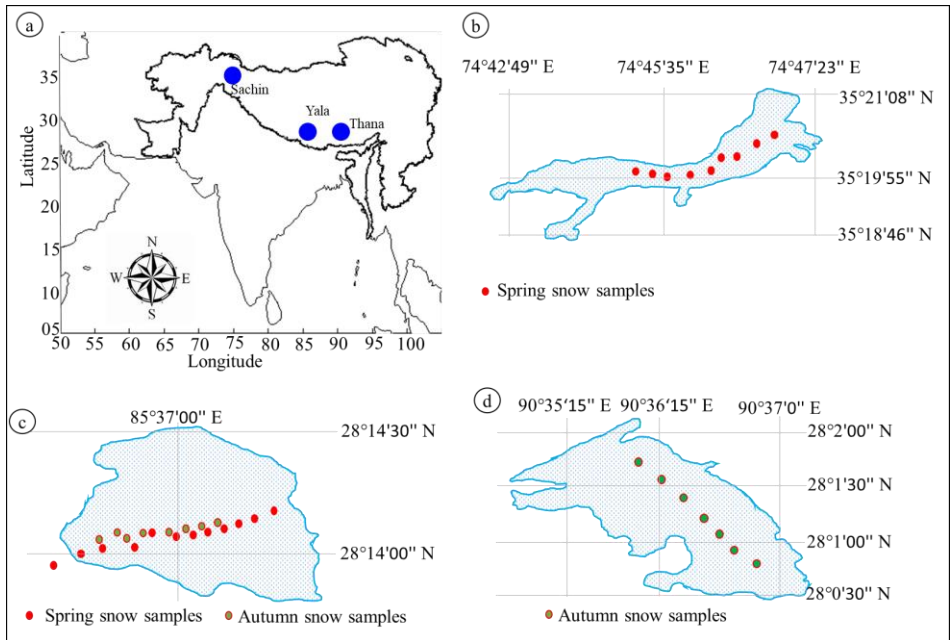 a
35
30
25
20
15
10
05
Latitude
50 55 60 65 70 75 80 85 90 95 100
Longitude
Sachin
Yala
Thana
N
W E
S
b
74°42'49'' E 74°45'35'' E 74°47'23'' E
35°21'08'' N
35°19'55'' N
35°18'46'' N
Spring snow samples
c
85°37'00'' E
28°14'30'' N
28°14'00'' N
Spring snow samples Autumn snow samples
d
90°35'15'' E 90°36‘15'' E 90°37'0'' E
28°2'00'' N
28°1'30'' N
28°1'00'' N
28°0'30'' N
Autumn snow samples